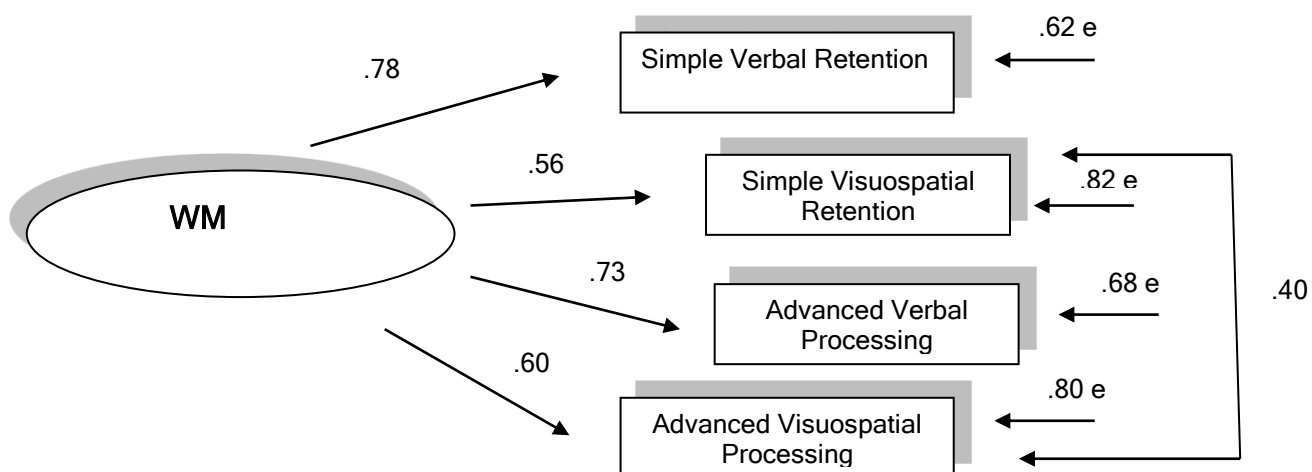 .62 e
Simple Verbal Retention
.78
.56
Simple Visuospatial
Retention
.82 e
WM
.73
.68 e
.40
Advanced Verbal
Processing
.60
.80 e
Advanced Visuospatial
Processing